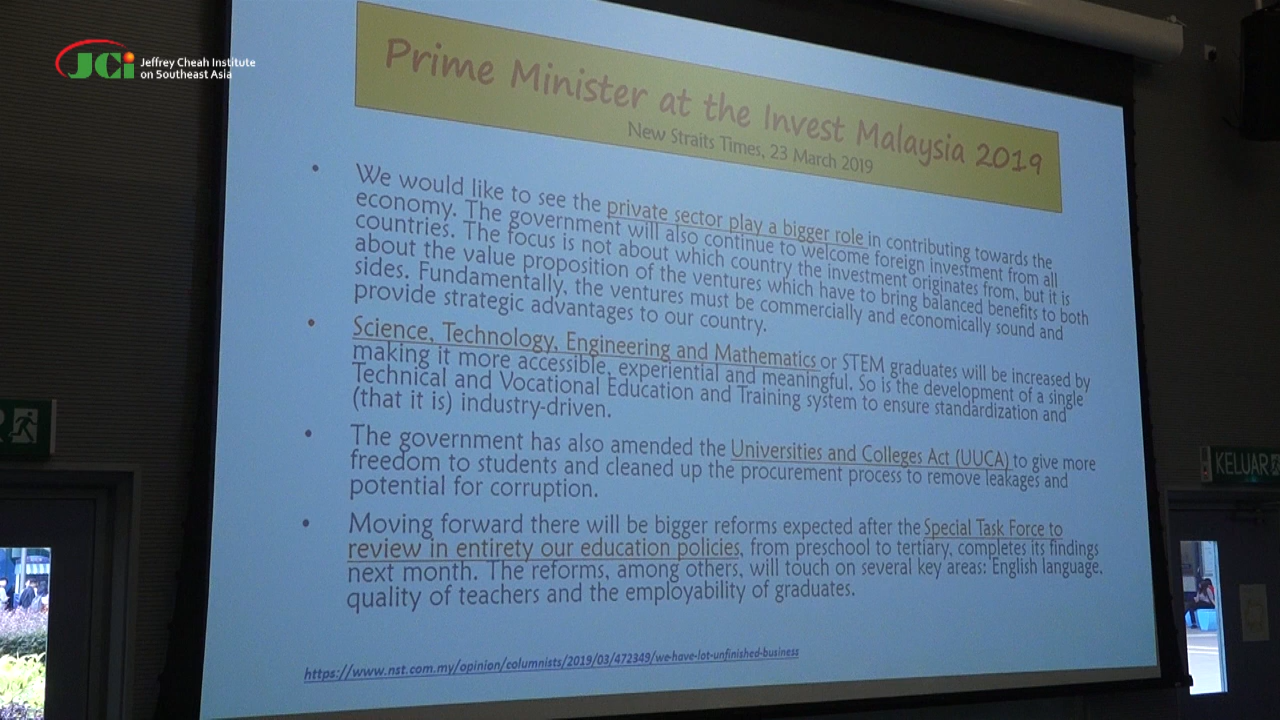 JCi Jeffrey Cheah Institute
on Southeast Asia
Prime Minister at the Invest Malaysia 2019
New Straits Times, 23 March 2019
• We would like to see the private sector play a bigger role in contributing towards the
economy. The government will also continue to welcome foreign investment from all
countries. The focus is not about which country the investment originates from, but it is
about the value proposition of the ventures which have to bring balanced benefits to both
sides. Fundamentally, the ventures must be commercially and economically sound and
provide strategic advantages to our country.
• Science, Technology, Engineering and Mathematics or STEM graduates will be increased by
making it more accessible, experiential and meaningful. So is the development of a single
Technical and Vocational Education and Training system to ensure standardization and
(that it is) industry-driven.
• The government has also amended the Universities and Colleges Act (UUCA) to give more
freedom to students and cleaned up the procurement process to remove leakages and
potential for corruption.
• Moving forward there will be bigger reforms expected after the Special Task Force to
review in entirety our education policies, from preschool to tertiary, completes its findings
next month. The reforms, among others, will touch on several key areas: English language,
quality of teachers and the employability of graduates.
https://www.nst.com.my/opinion/columnists/2019/03/472349/we-have-lot-unfinished-business
R
KELUAR